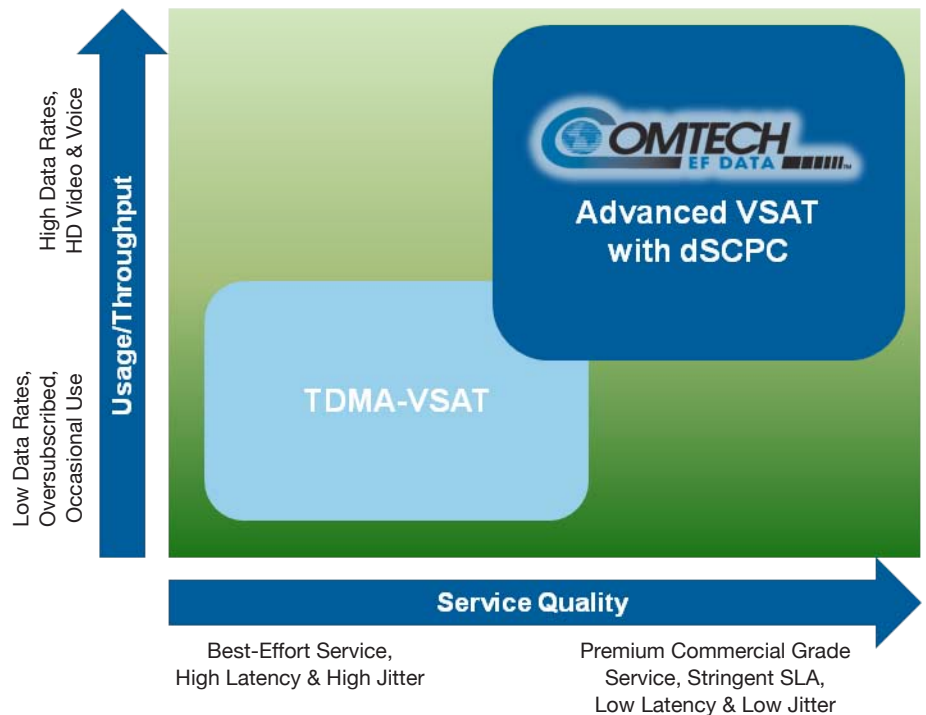 High Data Rates,
HD Video & Voice
Low Data Rates,
Oversubscribed,
Occasional Use
Usage/Throughput
COMTECH
EF DATA
TM
Advanced VSAT
with dSCPC
TDMA-VSAT
Service Quality
Best-Effort Service,
High Latency & High Jitter
Premium Commercial Grade
Service, Stringent SLA,
Low Latency & Low Jitter